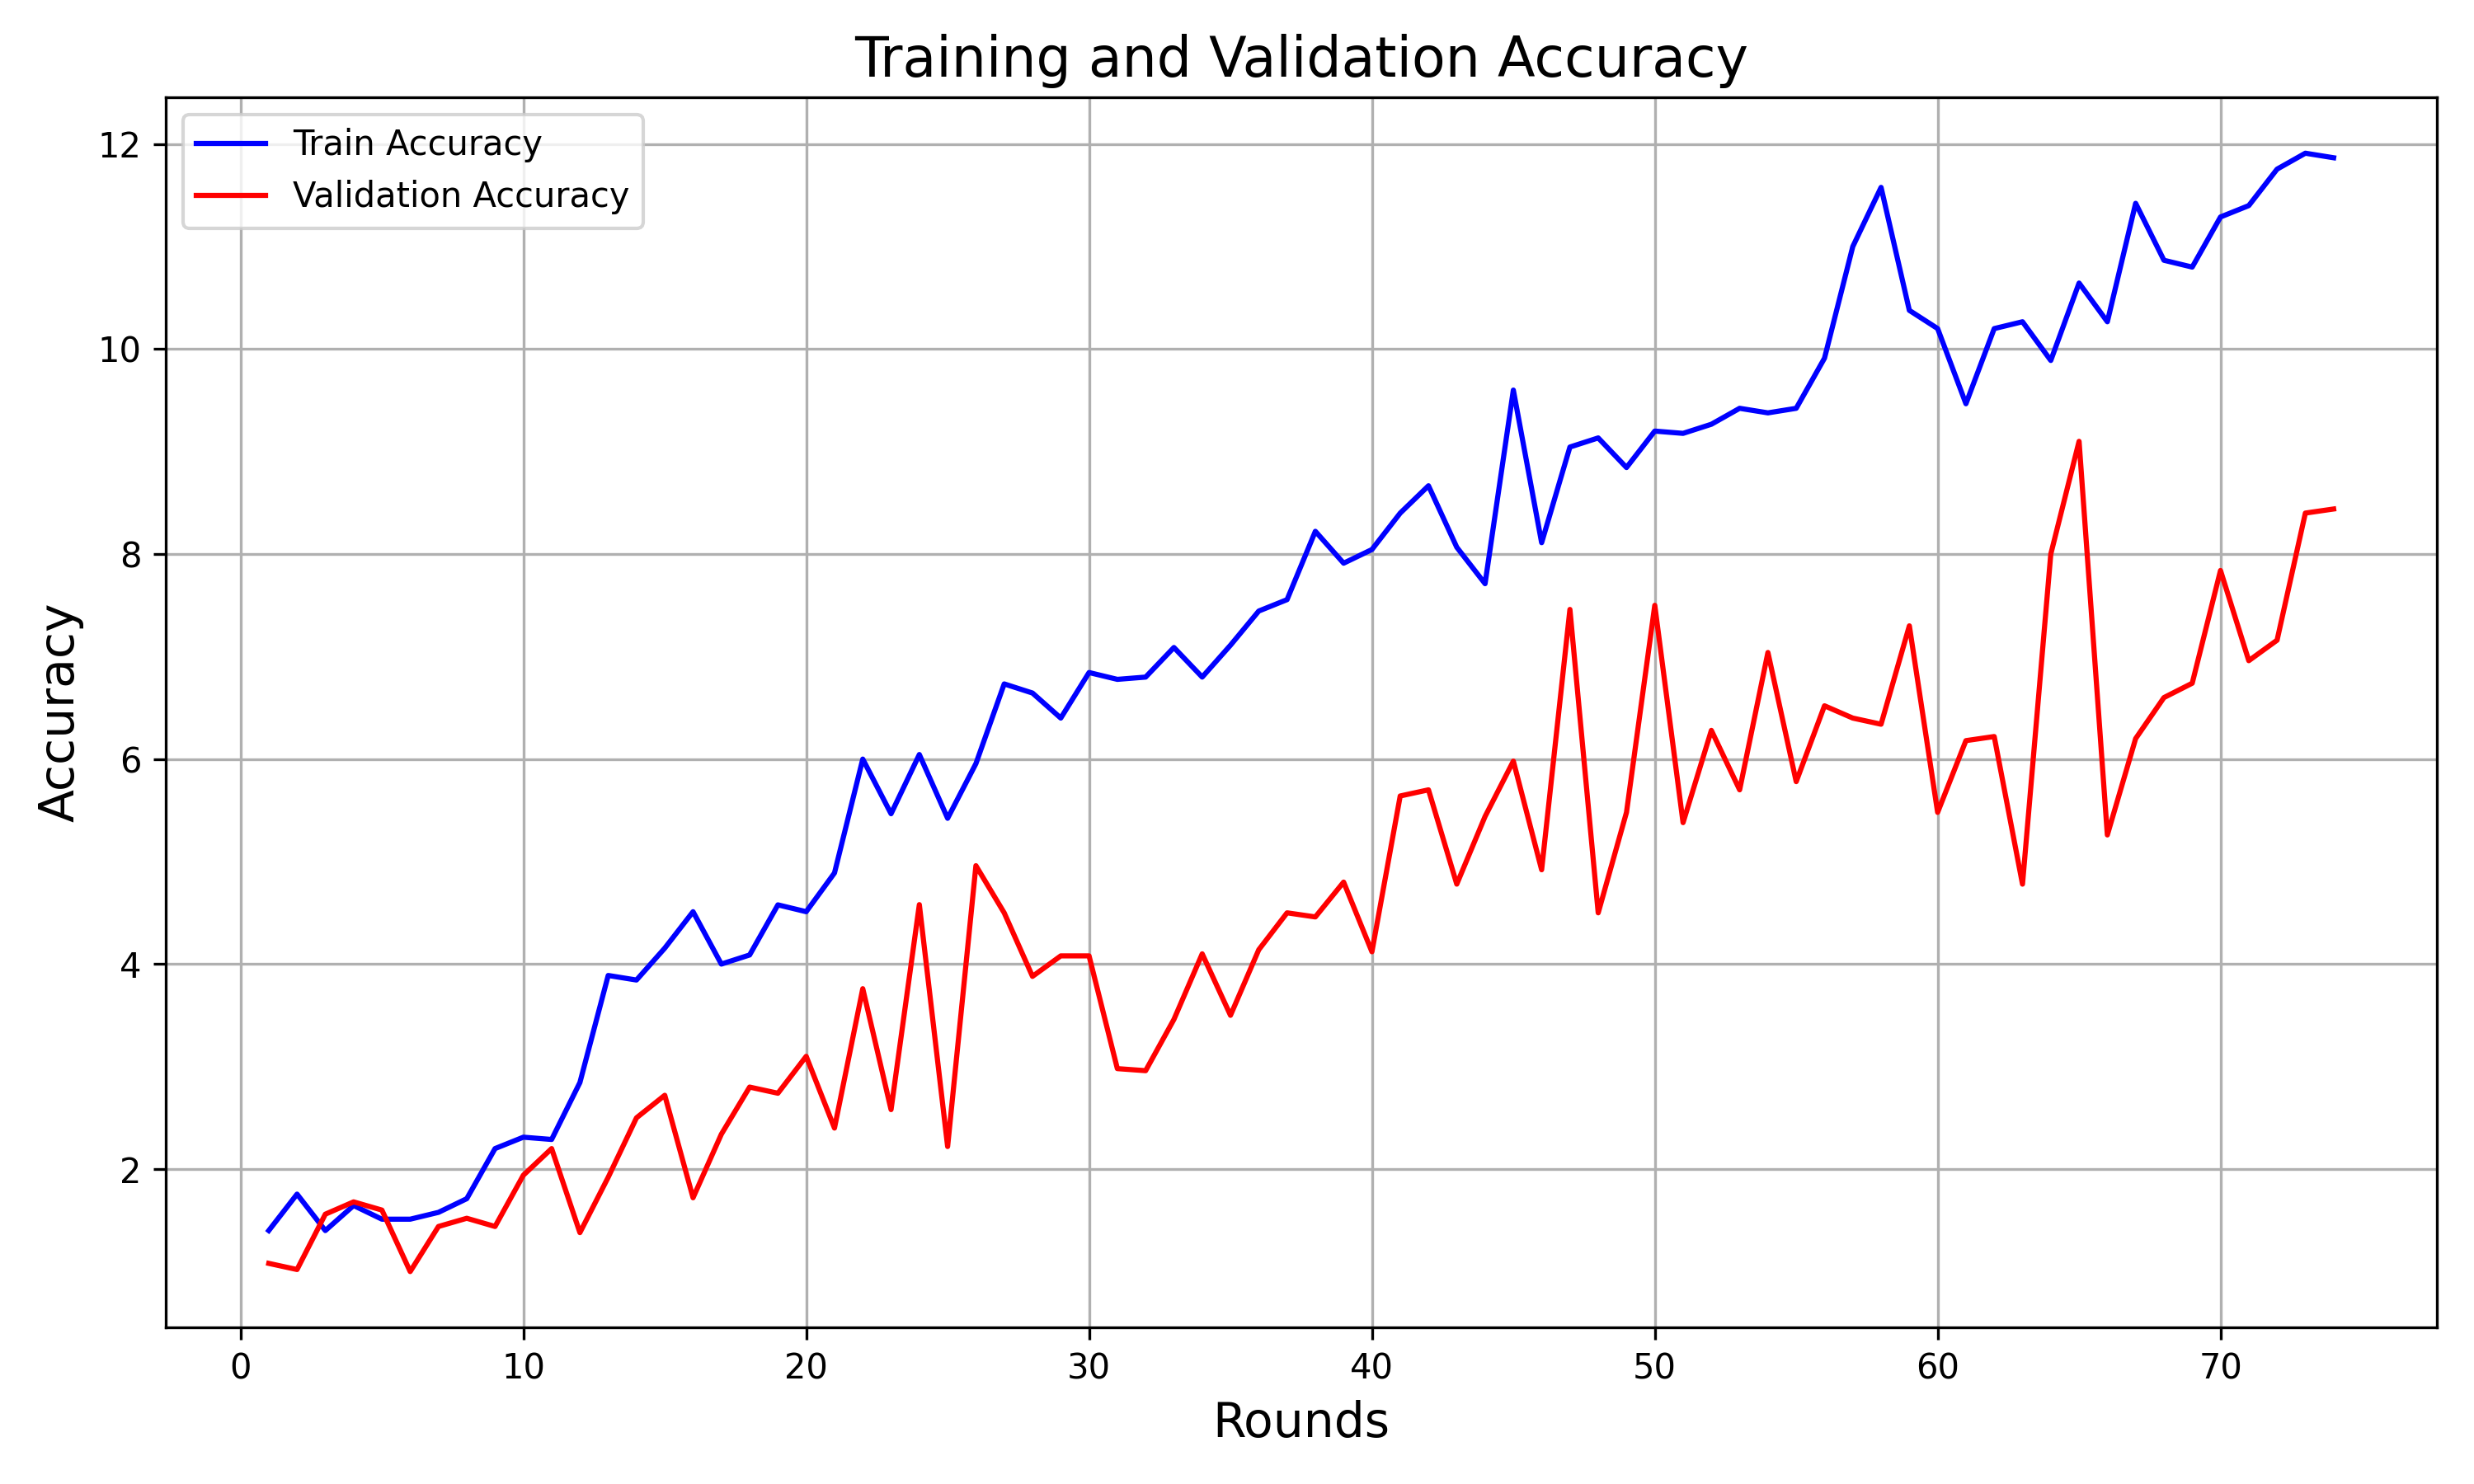 Training and Validation Accuracy
Train Accuracy
Validation Accuracy
12
10
8
6
4
2
Accuracy
0 10 20 30 40 50 60 70
Rounds